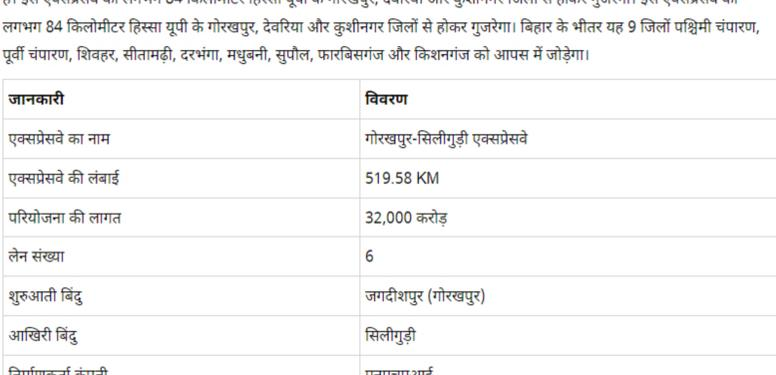 लगभग 84 किलोमीटर हिस्सा यूपी के गोरखपुर, देवरिया और कुशीनगर जिलों से होकर गुजरेगा। बिहार के भीतर यह 9 जिलों पश्चिमी चंपारण,
पूर्वी चंपारण, शिवहर, सीतामढ़ी, दरभंगा, मधुबनी, सुपौल, फारबिसगंज और किशनगंज को आपस में जोड़ेगा।
जानकारी विवरण
एक्सप्रेसवे का नाम गोरखपुर-सिलीगुड़ी एक्सप्रेसवे
एक्सप्रेसवे की लंबाई 519.58 KM
परियोजना की लागत 32,000 करोड़
लेन संख्या 6
शुरुआती बिंदु जगदीशपुर (गोरखपुर)
आखिरी बिंदु सिलीगुड़ी